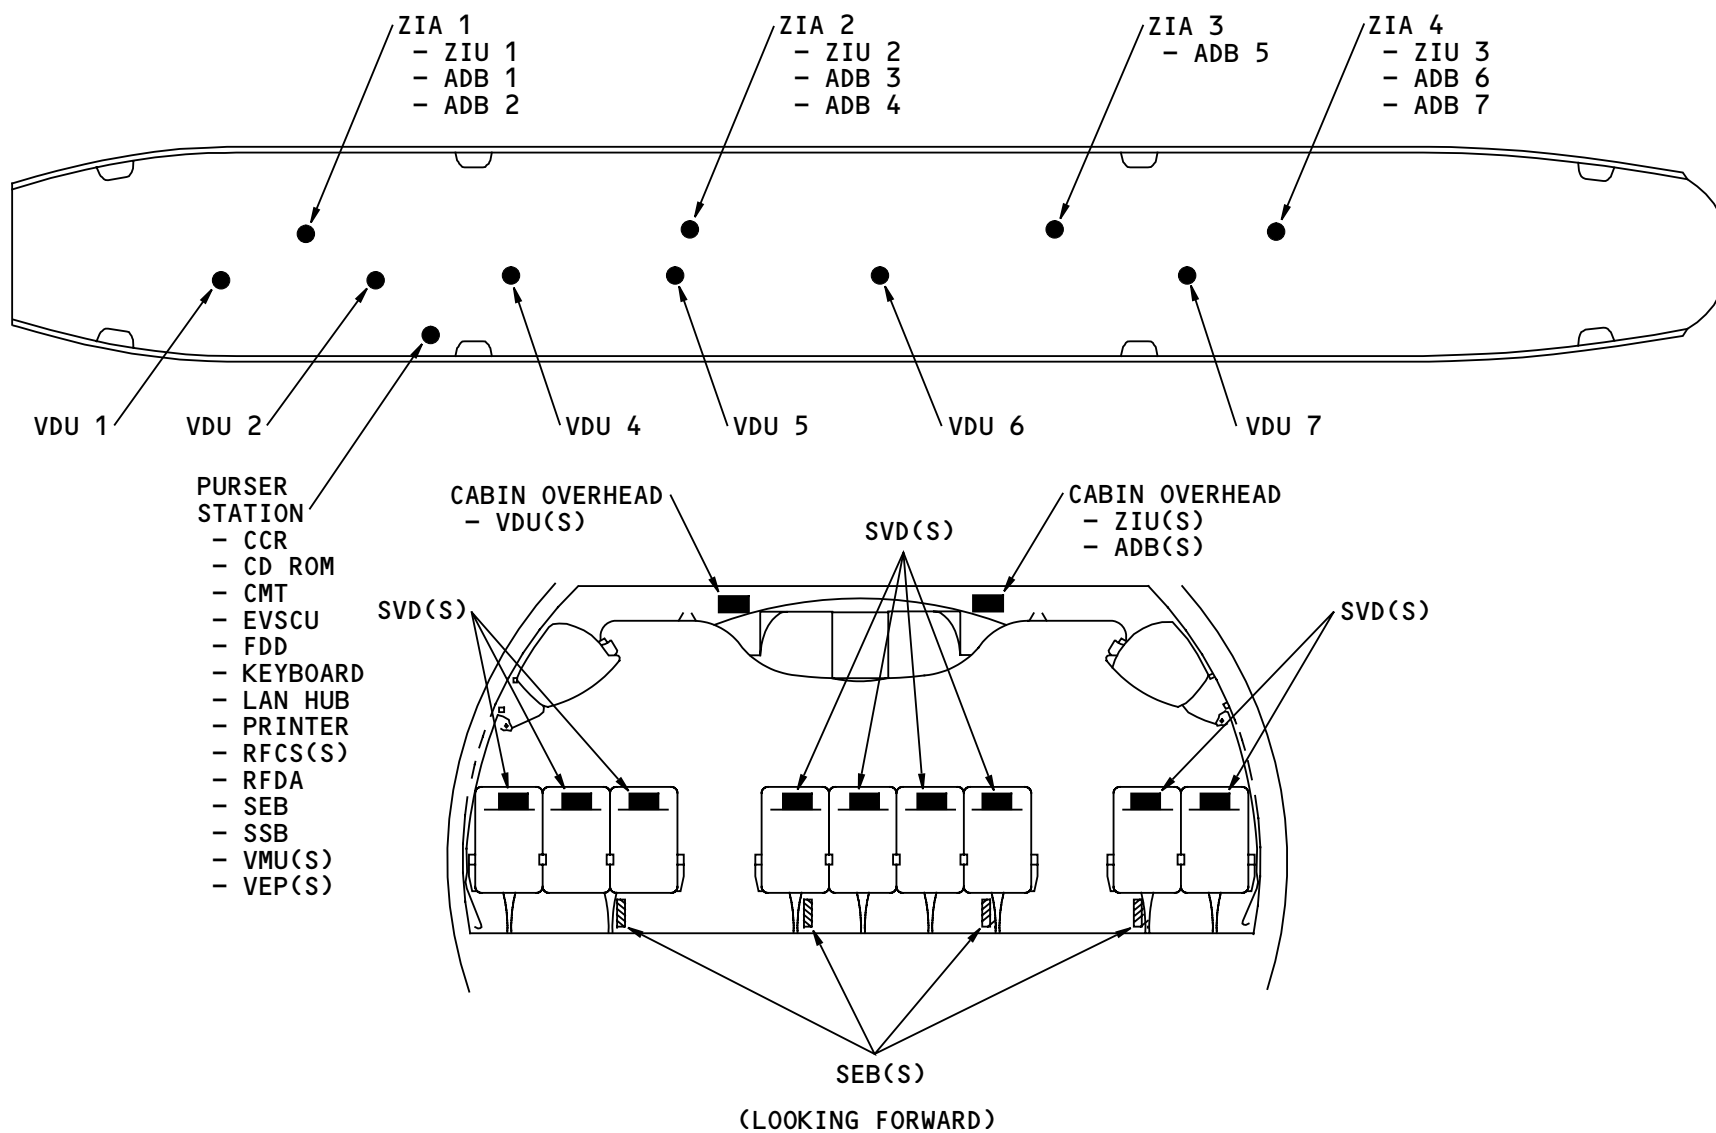 ZIA 1
- ZIU 1
- ADB 1
- ADB 2
ZIA 2
- ZIU 2
- ADB 3
- ADB 4
ZIA 3
- ADB 5
ZIA 4
- ZIU 3
- ADB 6
- ADB 7
VDU 1
VDU 2
VDU 4
VDU 5
VDU 6
VDU 7
PURSER
STATION
- CCR
- CD ROM
- CMT
- EVSCU
- FDD
- KEYBOARD
- LAN HUB
- PRINTER
- RFCS(S)
- RFDA
- SEB
- SSB
- VMU(S)
- VEP(S)
CABIN OVERHEAD
- VDU(S)
SVD(S)
CABIN OVERHEAD
- ZIU(S)
- ADB(S)
SVD(S)
SVD(S)
SEB(S)
(LOOKING FORWARD)